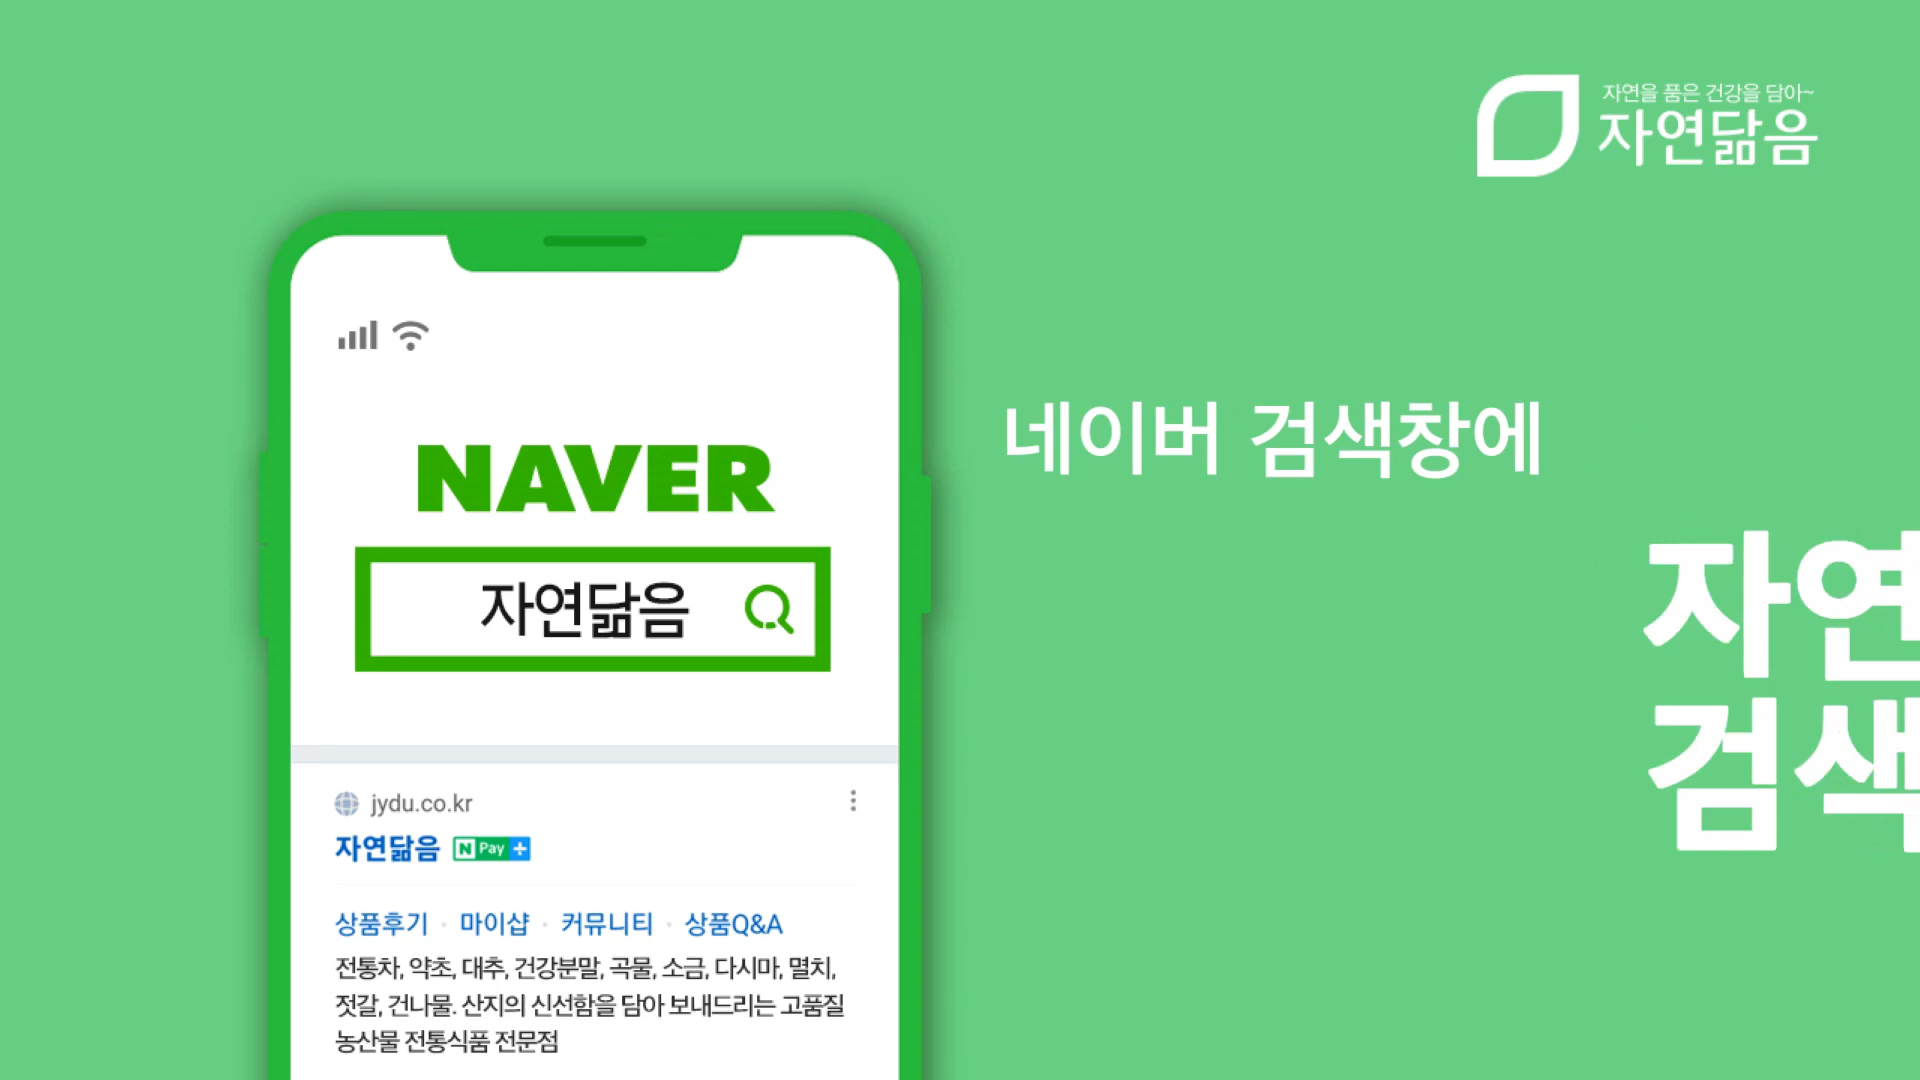 자연을 품은 건강을 담아~
자연닮음
네이버 검색창에
자연
검색
NAVER
자연닮음
jydu.co.kr
자연닮음 N Pay +
상품후기 · 마이샵 · 커뮤니티 · 상품Q&A
전통차, 약초, 대추, 건강분말, 곡물, 소금, 다시마, 멸치,
젓갈, 건나물. 산지의 신선함을 담아 보내드리는 고품질
농산물 전통식품 전문점